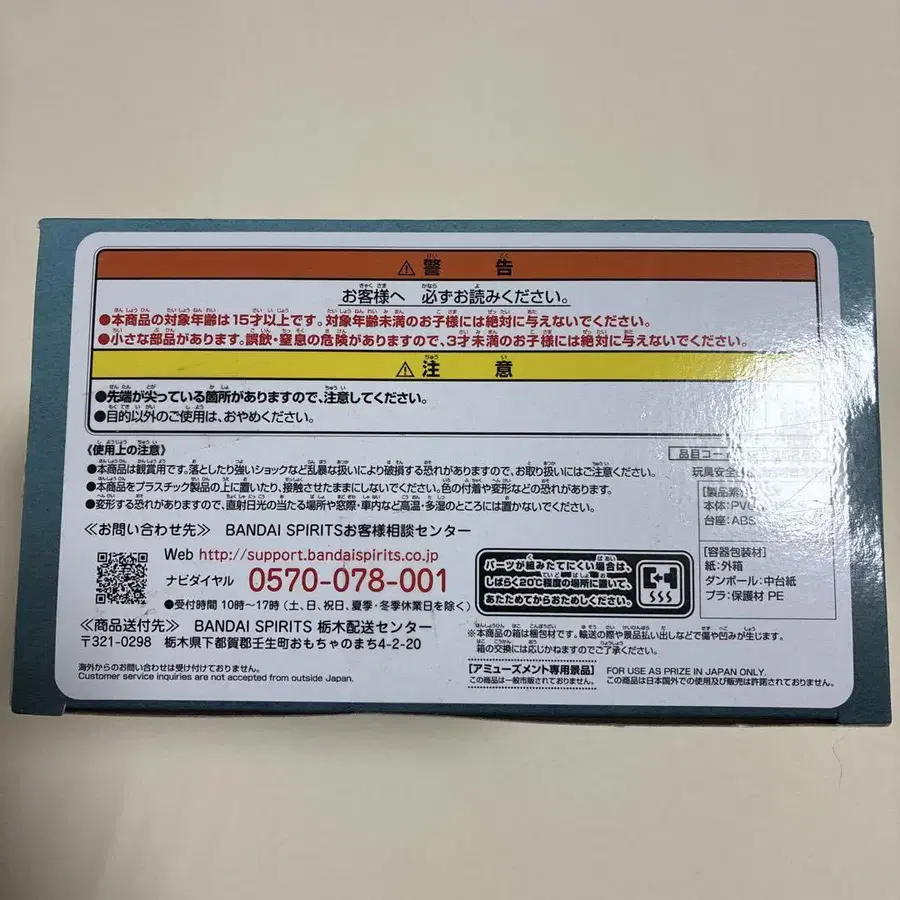 ⚠警告
お客様へ 必ずお読みください。
●本商品の対象年齢は15才以上です。対象年齢未満のお子様には絶対に与えないでください。
●小さな部品があります。誤飲・窒息の危険がありますので、3才未満のお子様には絶対に与えないでください。
⚠注意
●先端が尖っている箇所がありますので、注意してください。
●目的以外のご使用は、おやめください。
《使用上の注意》
●本商品は観賞用です。落としたり強いショックなど乱暴な扱いにより破損する恐れがありますので、お取り扱いにはご注意ください。
●本商品をプラスチック製品の上に置いたり、接触させたままにしないでください。色の付着や変形などの恐れがあります。
●変形する恐れがありますので、直射日光の当たる場所や窓際・車内など高温・多湿のところには置かないでください。
≪お問い合わせ先≫ BANDAI SPIRITSお客様相談センター
Web http://support.bandaispirits.co.jp
ナビダイヤル 0570-078-001
●受付時間 10時〜17時(土、日、祝日、夏季・冬季休業日を除く)
≪商品送付先≫ BANDAI SPIRITS 栃木配送センター
〒321-0298 栃木県下都賀郡壬生町おもちゃのまち4-2-20
海外からのお問い合わせは受け付けておりません。
Customer service inquiries are not accepted from outside Japan.
品目コー
玩具安全
[製品素
本体:PVC
台座:ABS
[容器包装材]
紙:外箱
ダンボール:中台紙
プラ:保護材 PE
パーツが組みたてにくい場合は、
しばらく20℃程度の場所に置いて、
あたためてからおためしください。
※本商品の箱は梱包材です。輸送の際や景品払い出しなどで傷や凹みが生じます。
箱の交換には応じかねますのでご了承ください。
[アミューズメント専用景品]
この商品は一般市販されておりません。
FOR USE AS PRIZE IN JAPAN ONLY.
この商品は日本国外での使用及び販売は許諾されておりません。